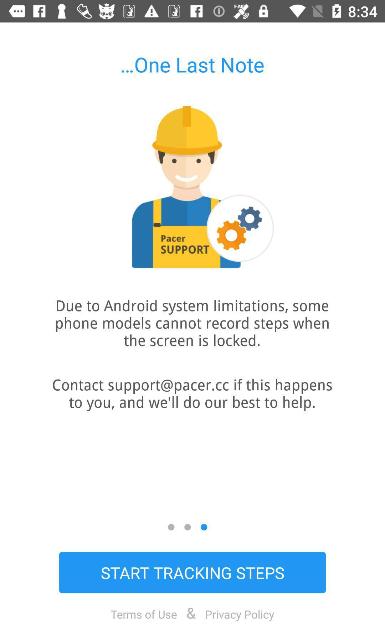 8:34
...One Last Note
Pacer
SUPPORT
Due to Android system limitations, some
phone models cannot record steps when
the screen is locked.
Contact support@pacer.cc if this happens
to you, and we'll do our best to help.
START TRACKING STEPS
Terms of Use & Privacy Policy